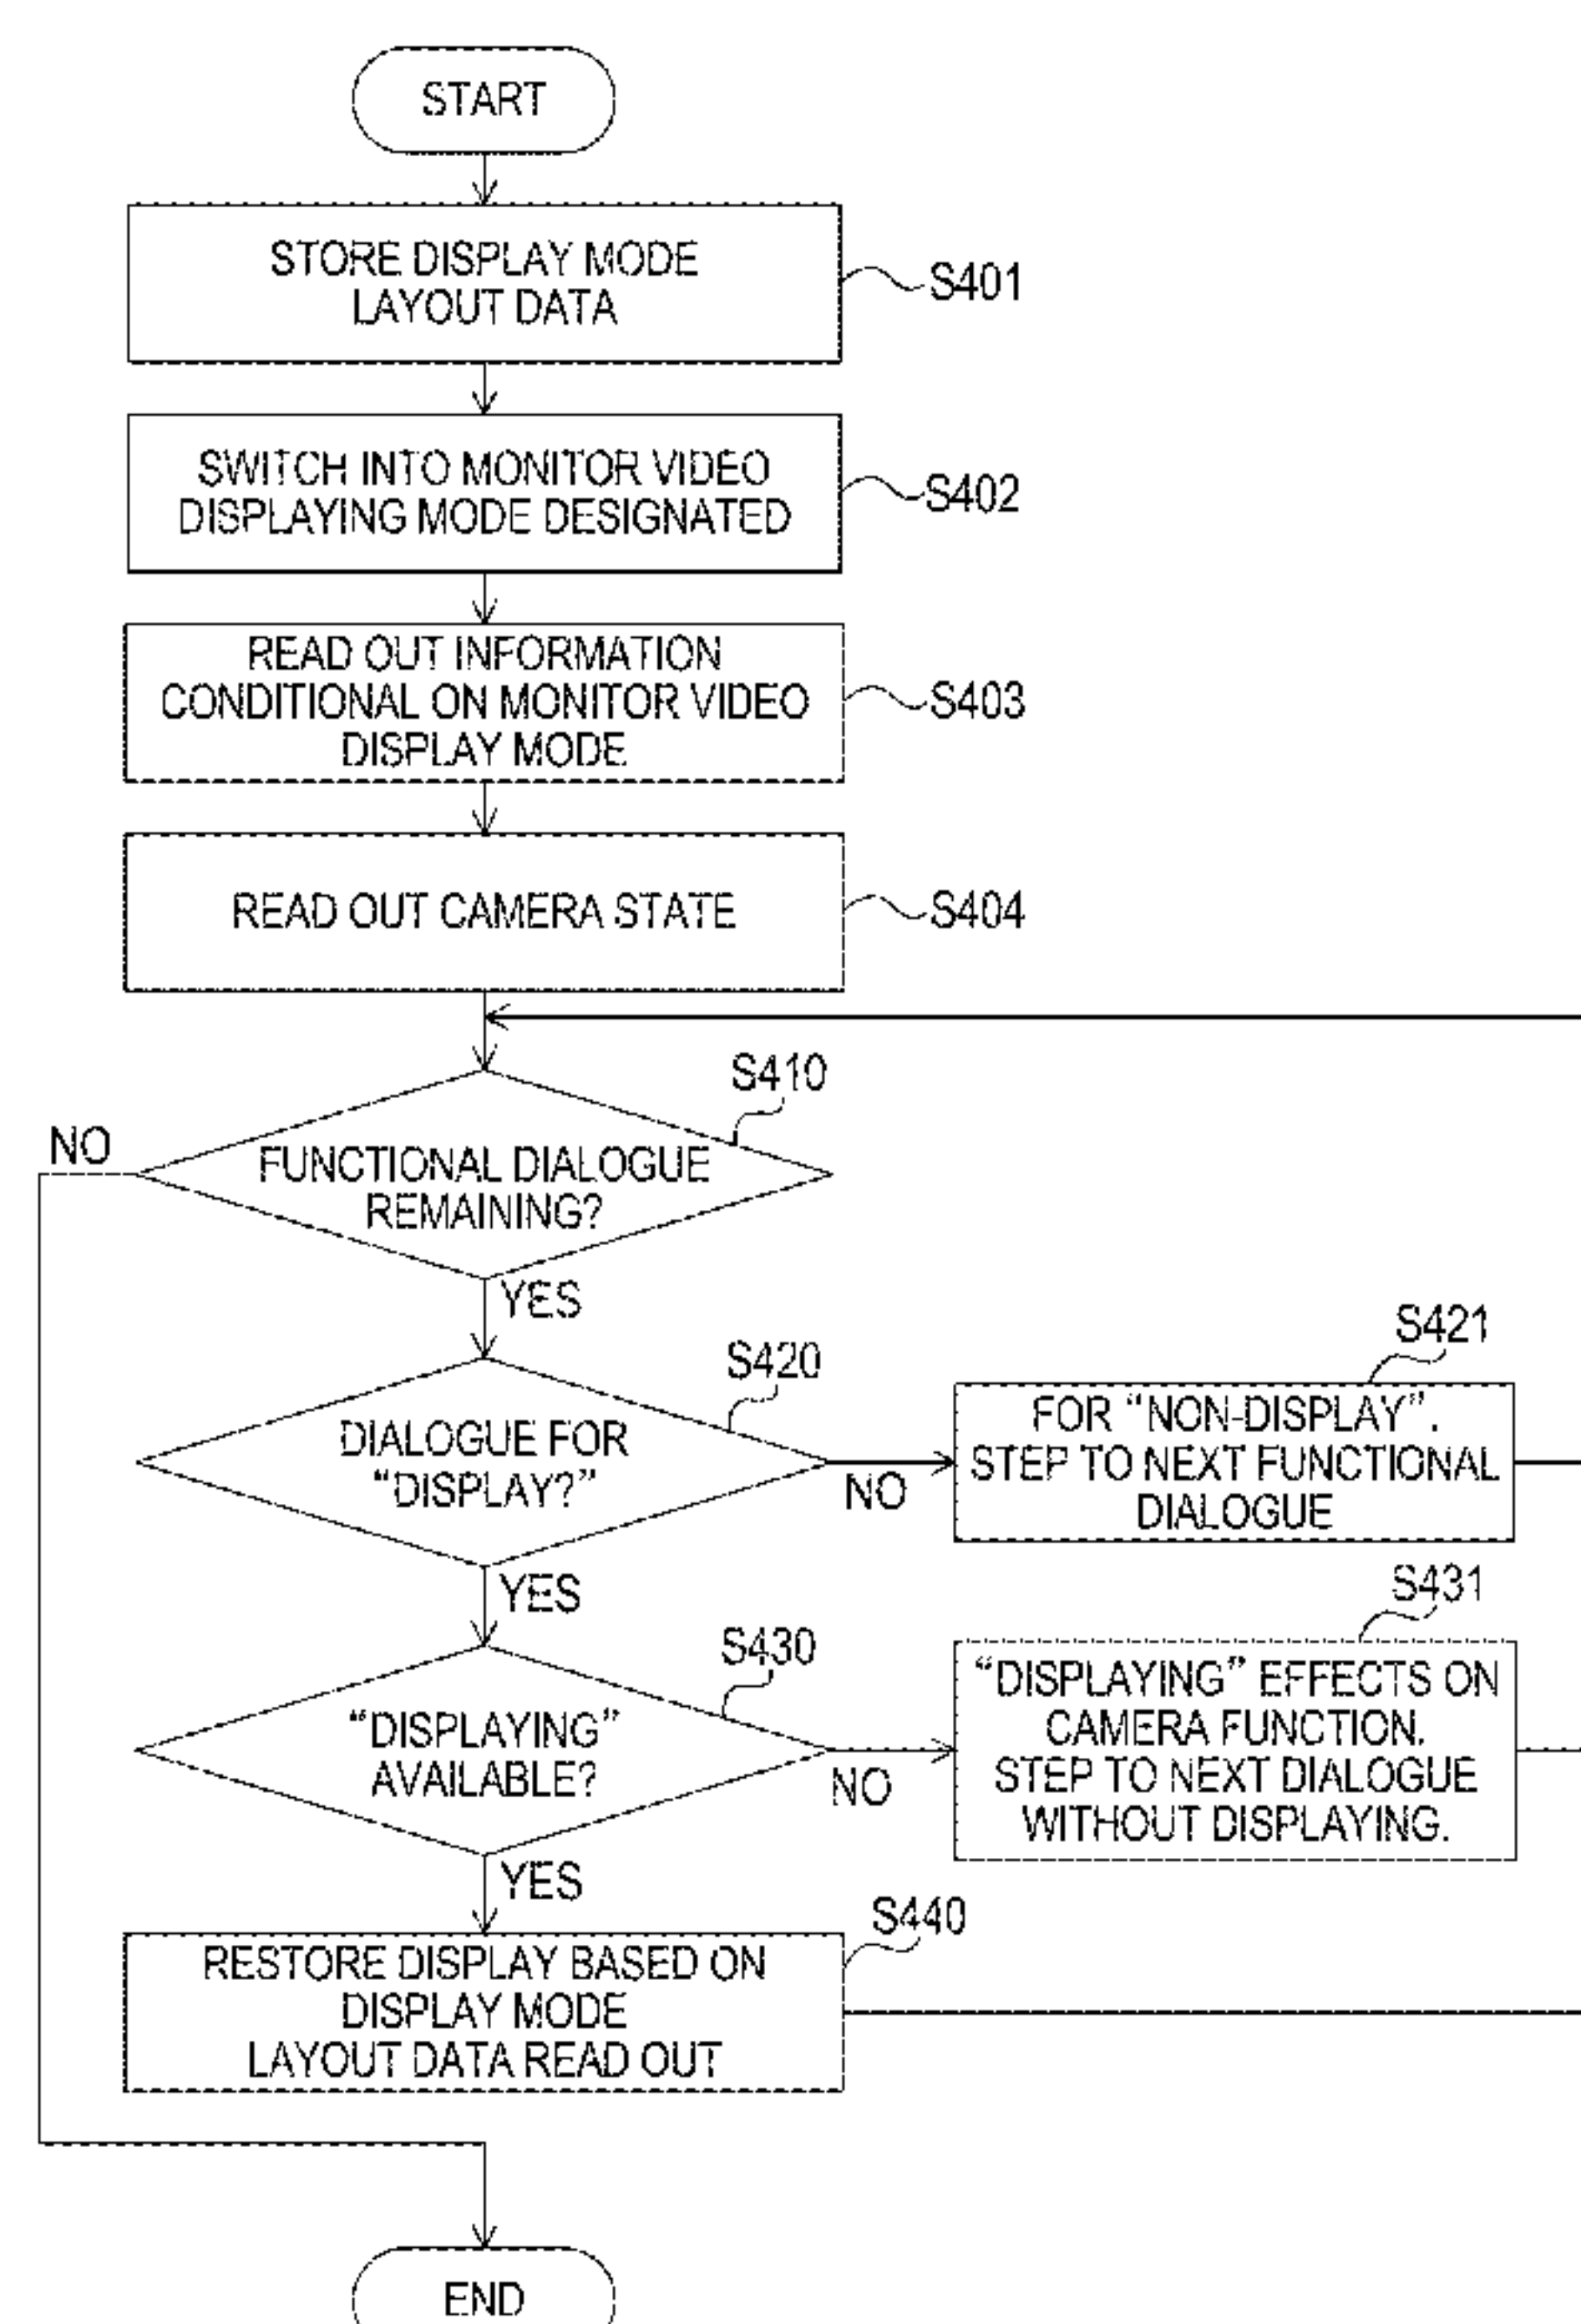 START
STORE DISPLAY MODE
LAYOUT DATA
S401
SWITCH INTO MONITOR VIDEO
DISPLAYING MODE DESIGNATED
S402
READ OUT INFORMATION
CONDITIONAL ON MONITOR VIDEO
DISPLAY MODE
S403
READ OUT CAMERA STATE
S404
S410
NO
FUNCTIONAL DIALOGUE
REMAINING?
YES
S420
DIALOGUE FOR
“DISPLAY?”
NO
S421
FOR “NON-DISPLAY”.
STEP TO NEXT FUNCTIONAL
DIALOGUE
YES
S430
“DISPLAYING”
AVAILABLE?
NO
S431
“DISPLAYING” EFFECTS ON
CAMERA FUNCTION.
STEP TO NEXT DIALOGUE
WITHOUT DISPLAYING.
YES
S440
RESTORE DISPLAY BASED ON
DISPLAY MODE
LAYOUT DATA READ OUT
END